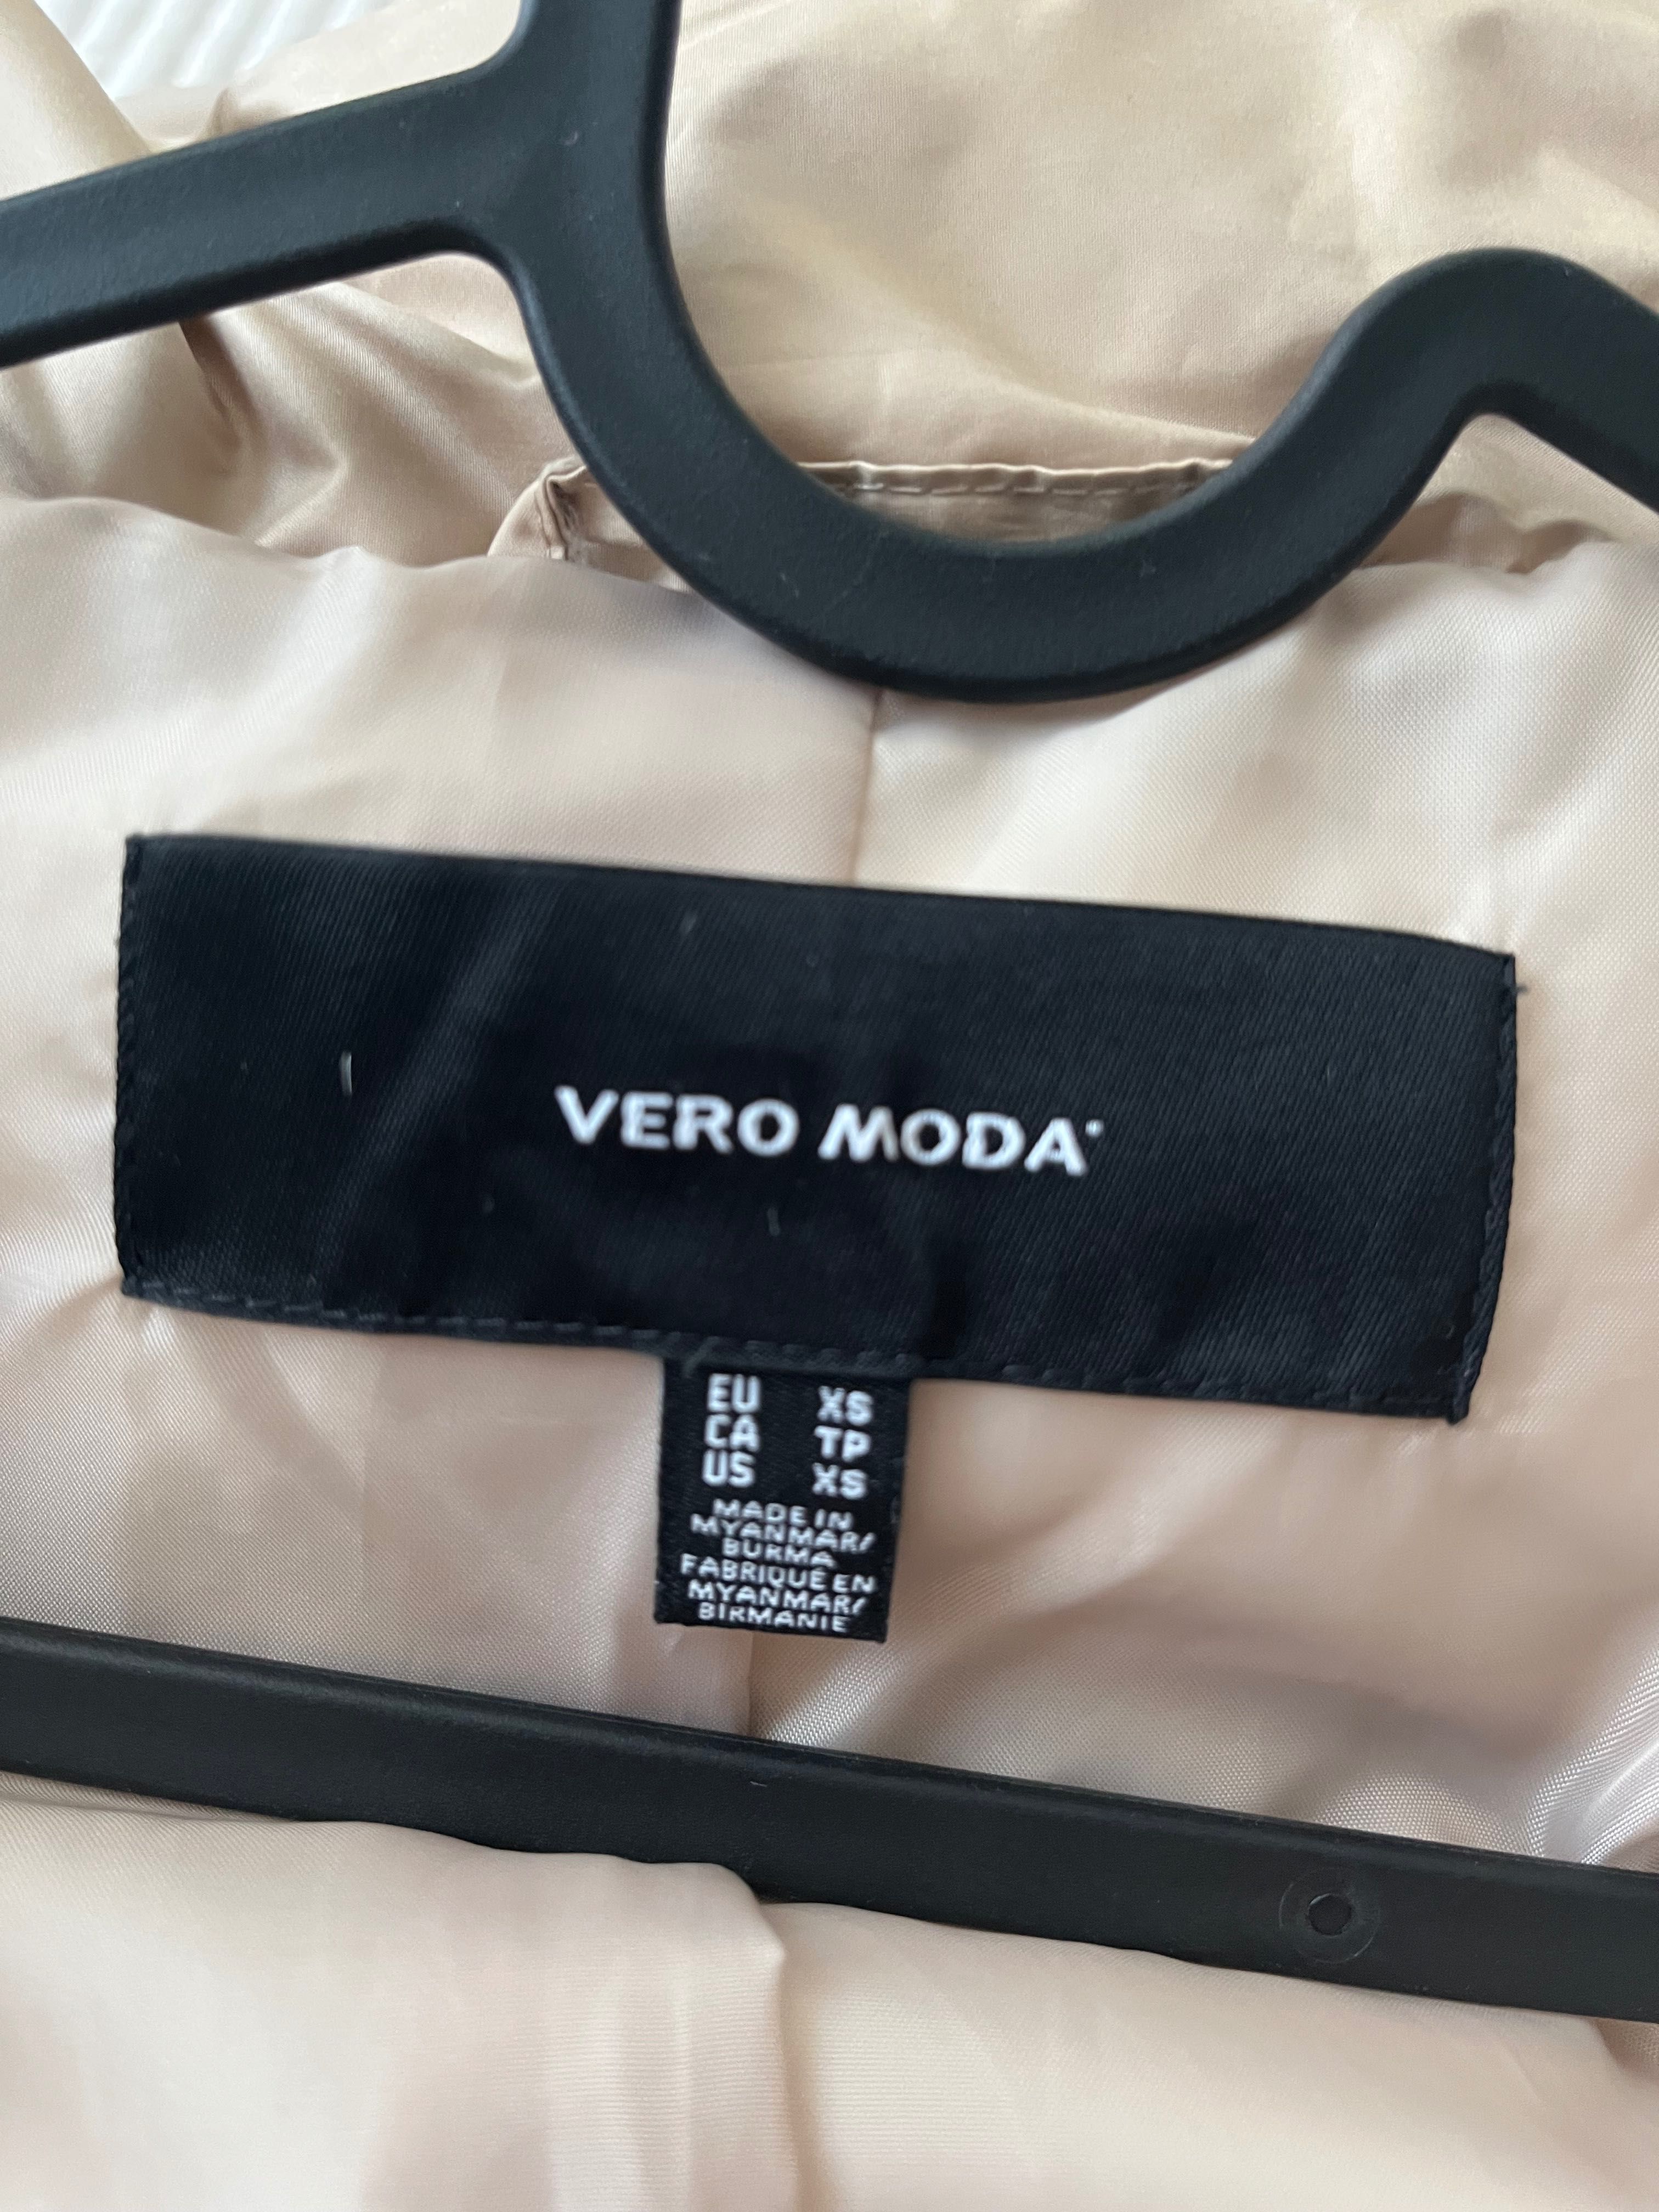 VERO MODA
EU XS
CA TP
US XS
MADE IN
MYANMAR/
BURMA
FABRIQUÉ EN
MYANMAR/
BIRMANIE